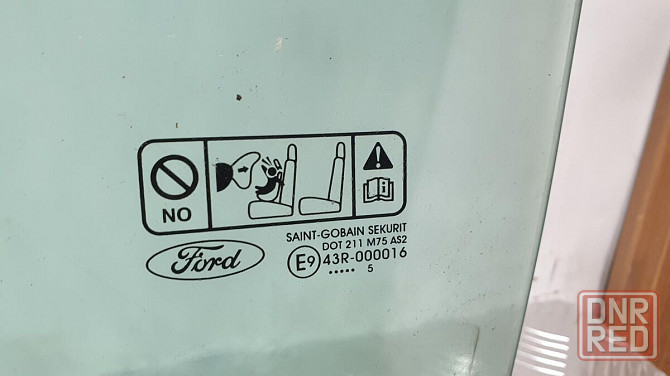 NO
Ford
SAINT-GOBAIN SEKURIT
DOT 211 M75 AS2
E9 43R-000016
..... 5
DNR
RED